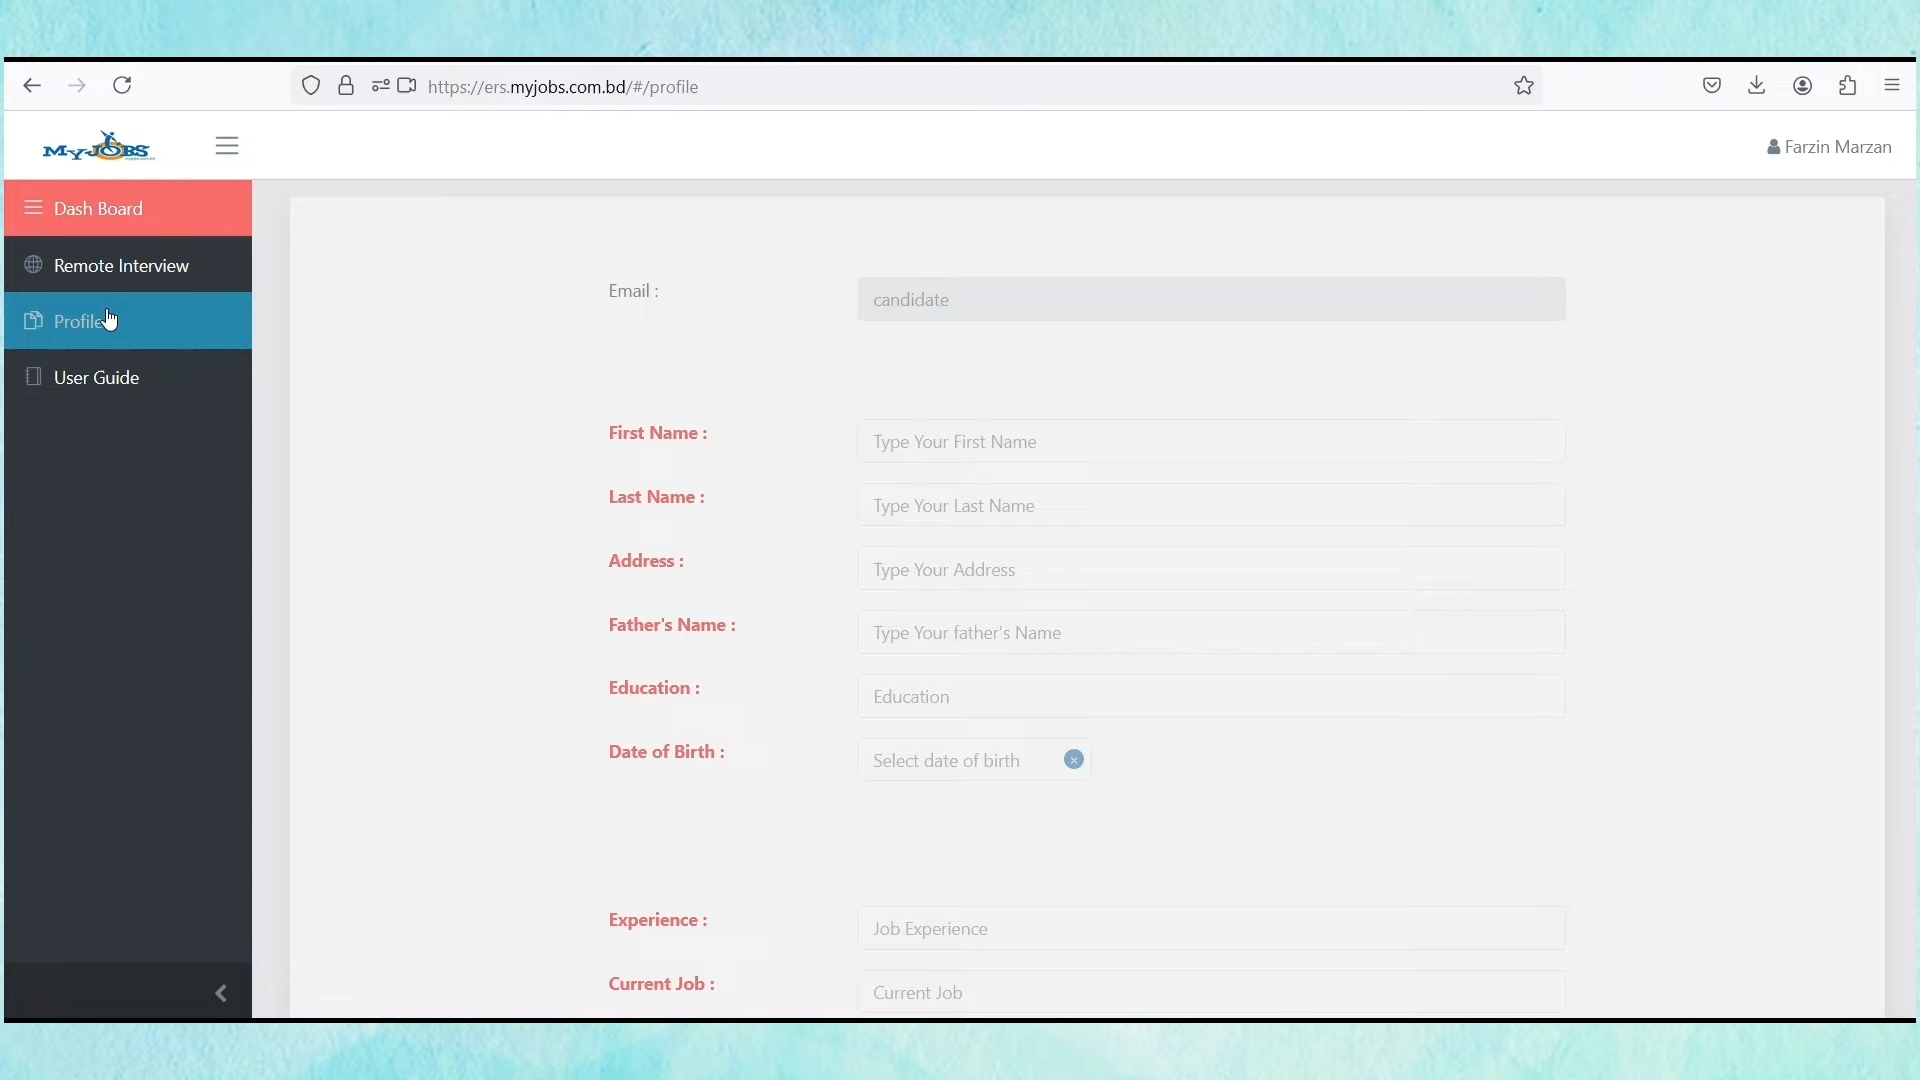 https://ers.myjobs.com.bd/#/profile
MY-JOBS
Farzin Marzan
Dash Board
Remote Interview
Profile
User Guide
Email :
candidate
First Name :
Type Your First Name
Last Name :
Type Your Last Name
Address :
Type Your Address
Father's Name :
Type Your father's Name
Education :
Education
Date of Birth :
Select date of birth
Experience :
Job Experience
Current Job :
Current Job